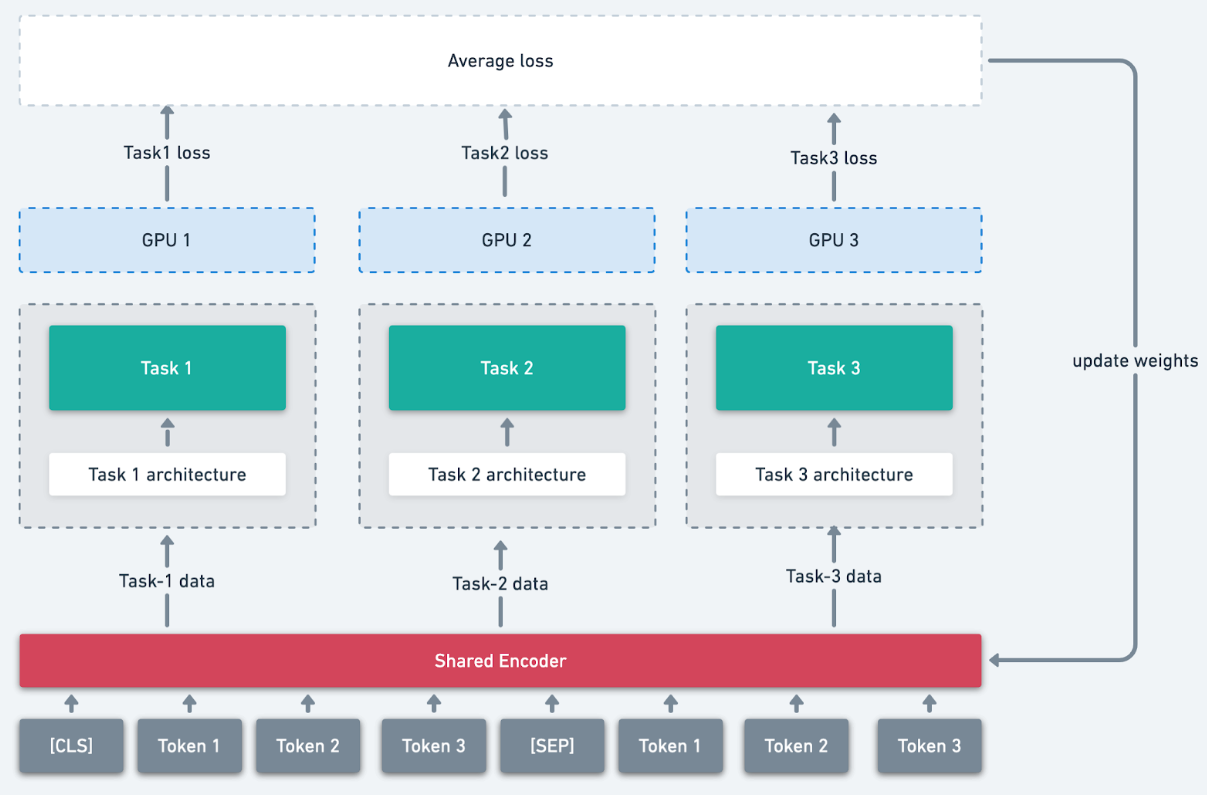 Average loss
Task1 loss
Task2 loss
Task3 loss
GPU 1
GPU 2
GPU 3
Task 1
Task 2
Task 3
update weights
Task 1 architecture
Task 2 architecture
Task 3 architecture
Task-1 data
Task-2 data
Task-3 data
Shared Encoder
[CLS]
Token 1
Token 2
Token 3
[SEP]
Token 1
Token 2
Token 3